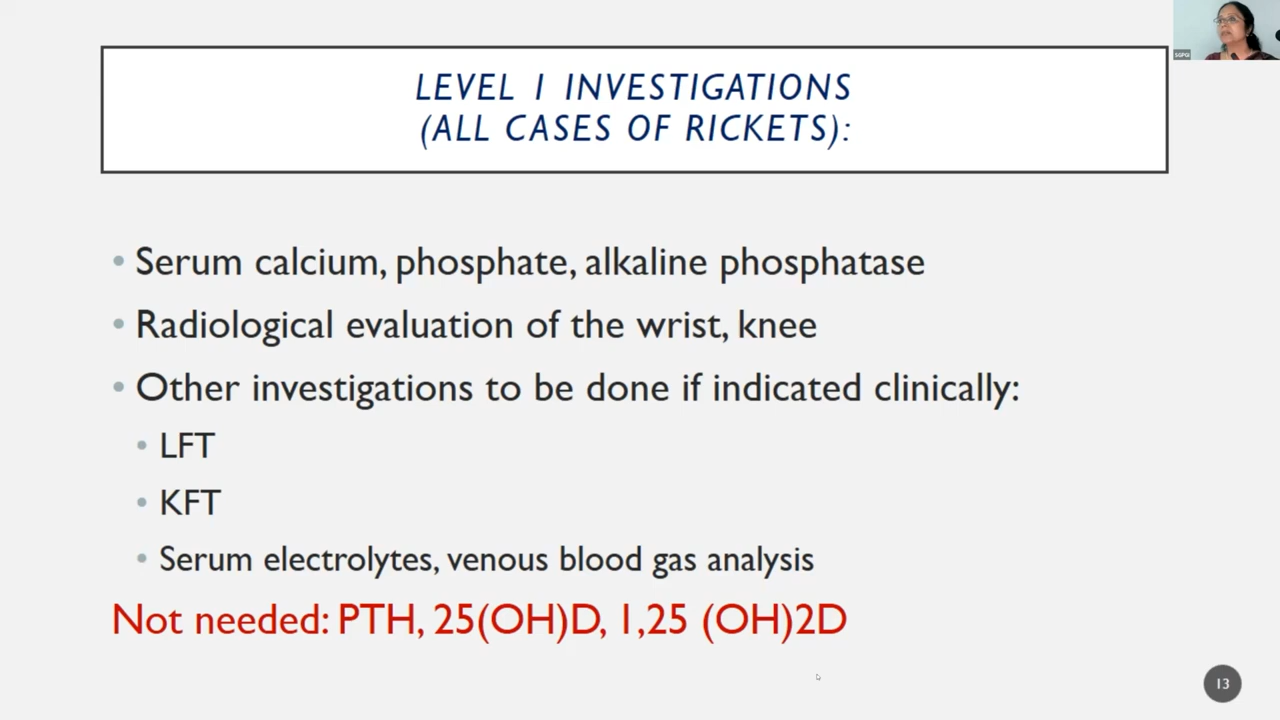 LEVEL 1 INVESTIGATIONS
(ALL CASES OF RICKETS):
• Serum calcium, phosphate, alkaline phosphatase
• Radiological evaluation of the wrist, knee
• Other investigations to be done if indicated clinically:
• LFT
• KFT
• Serum electrolytes, venous blood gas analysis
Not needed: PTH, 25(OH)D, 1,25 (OH)2D
13
SGPGI